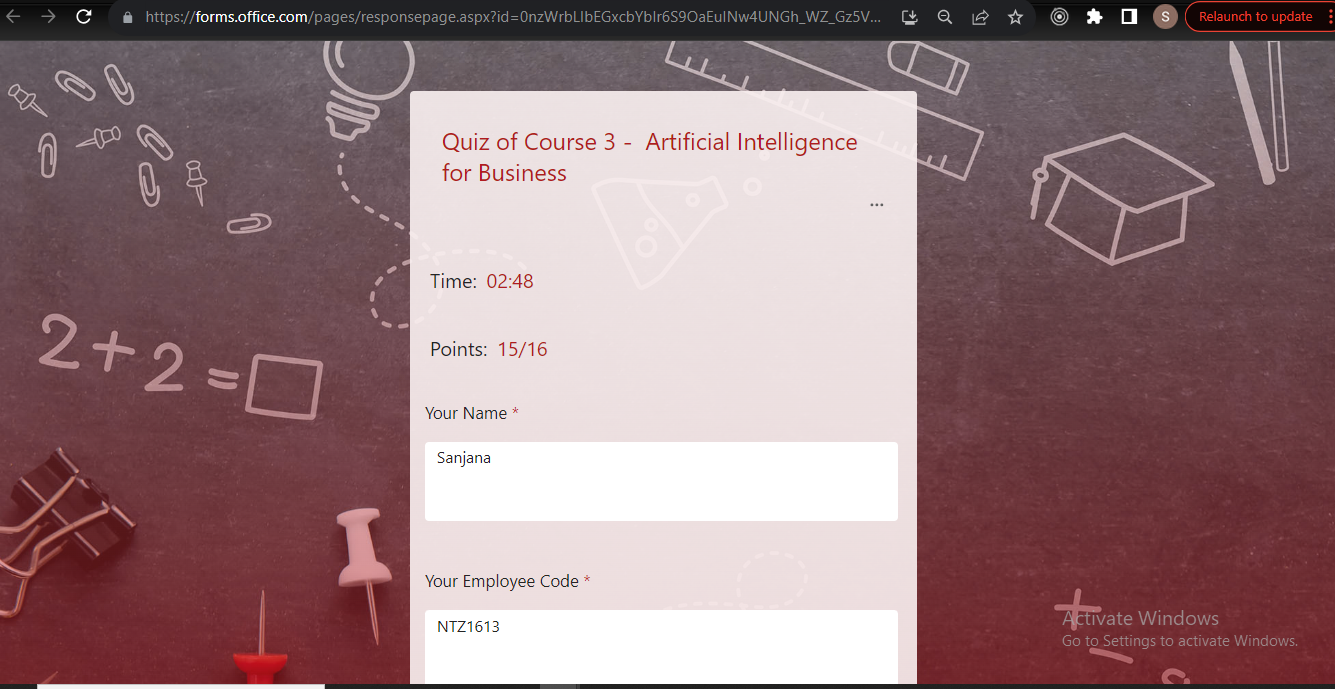 https://forms.office.com/pages/responsepage.aspx?id=0nzWrbLIbEGxcbYbIr6S9OaEuINw4UNGh_WZ_Gz5V...
S
Relaunch to update
Quiz of Course 3 - Artificial Intelligence
for Business
...
Time: 02:48
Points: 15/16
2+2=
Your Name *
Sanjana
Your Employee Code *
NTZ1613
Activate Windows
Go to Settings to activate Windows.